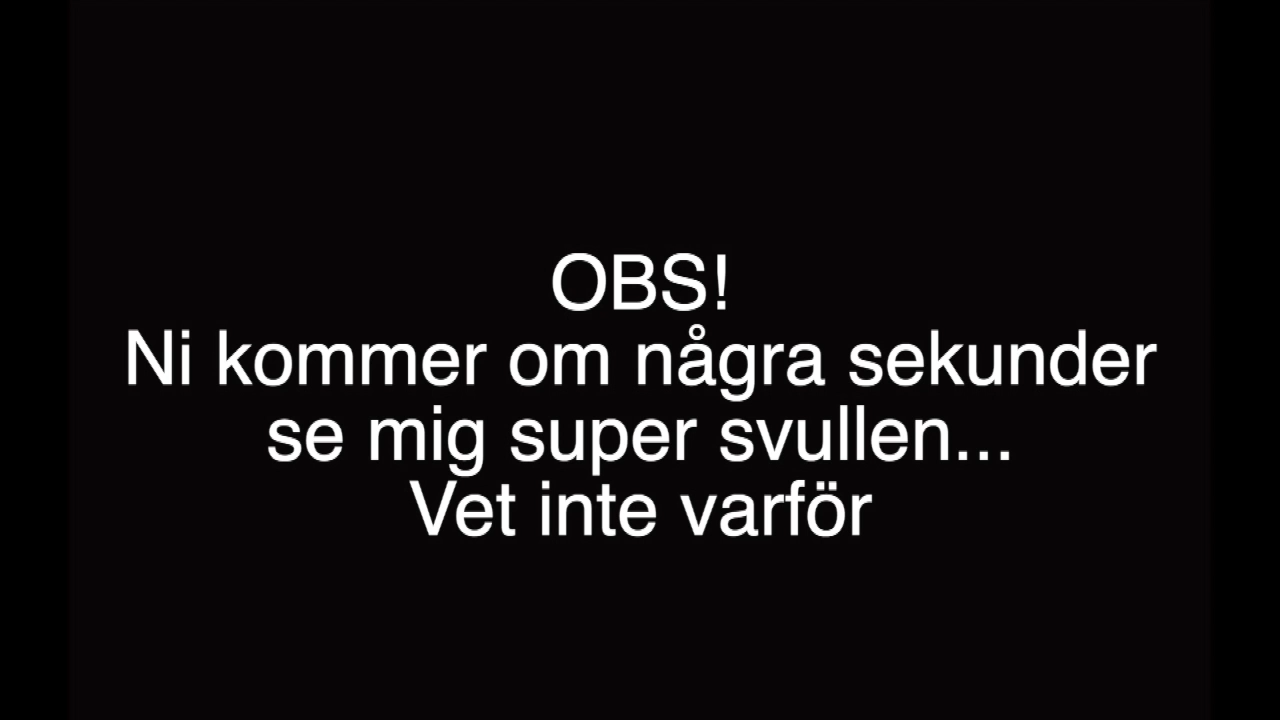 OBS!
Ni kommer om några sekunder
se mig super svullen...
Vet inte varför